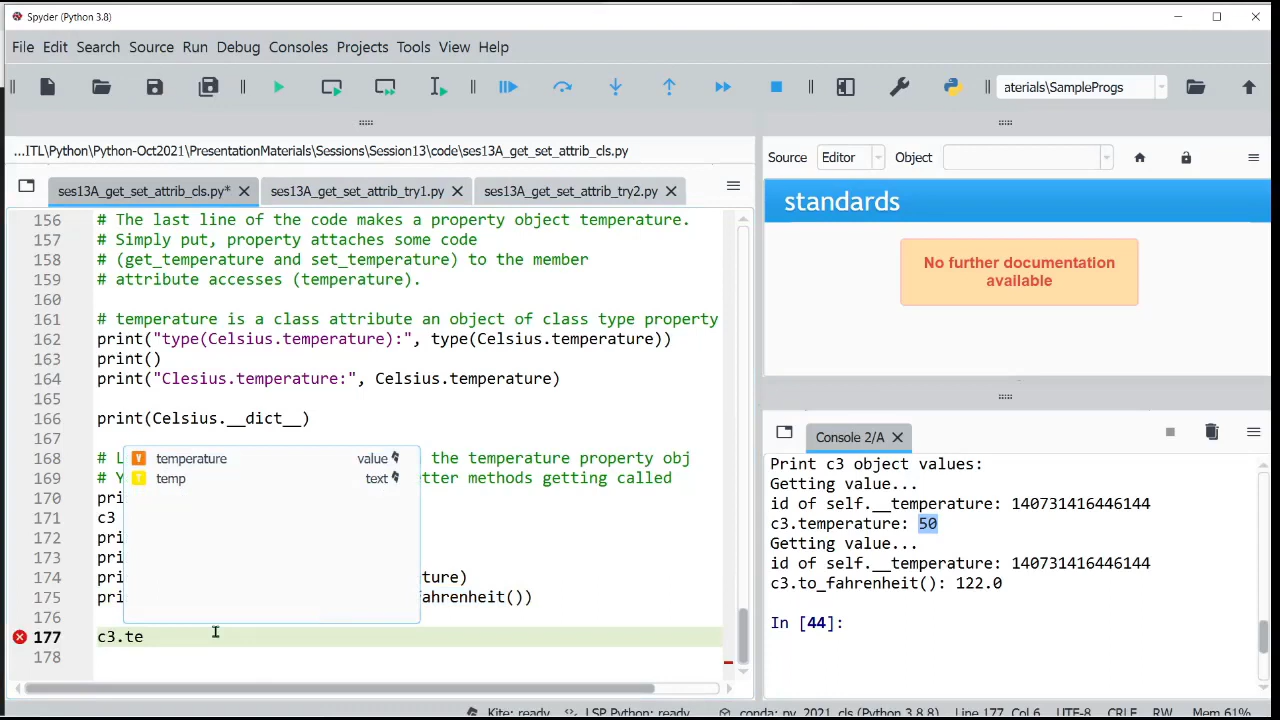 Spyder (Python 3.8)
File Edit Search Source Run Debug Consoles Projects Tools View Help
aterials\SampleProgs
...ITL\Python\Python-Oct2021\PresentationMaterials\Sessions\Session13\code\ses13A_get_set_attrib_cls.py
ses13A_get_set_attrib_cls.py* ses13A_get_set_attrib_try1.py ses13A_get_set_attrib_try2.py
156 # The last line of the code makes a property object temperature.
157 # Simply put, property attaches some code
158 # (get_temperature and set_temperature) to the member
159 # attribute accesses (temperature).
160
161 # temperature is a class attribute an object of class type property
162 print("type(Celsius.temperature):", type(Celsius.temperature))
163 print()
164 print("Clesius.temperature:", Celsius.temperature)
165
166 print(Celsius.__dict__)
167
168 # L the temperature property obj
169 # Y tter methods getting called
170 pri
171 c3
172 pri
173 pri
174 pri ture)
175 pri ahrenheit())
176
177 c3.te
178
temperature value
temp text
Source Editor Object
standards
No further documentation
available
Console 2/A
Print c3 object values:
Getting value...
id of self.__temperature: 140731416446144
c3.temperature: 50
Getting value...
id of self.__temperature: 140731416446144
c3.to_fahrenheit(): 122.0
In [44]:
Kite: ready LSP Python: ready conda: py_2021_cls (Python 3.8.8) Line 177, Col 6 UTF-8 CRLF RW Mem 61%